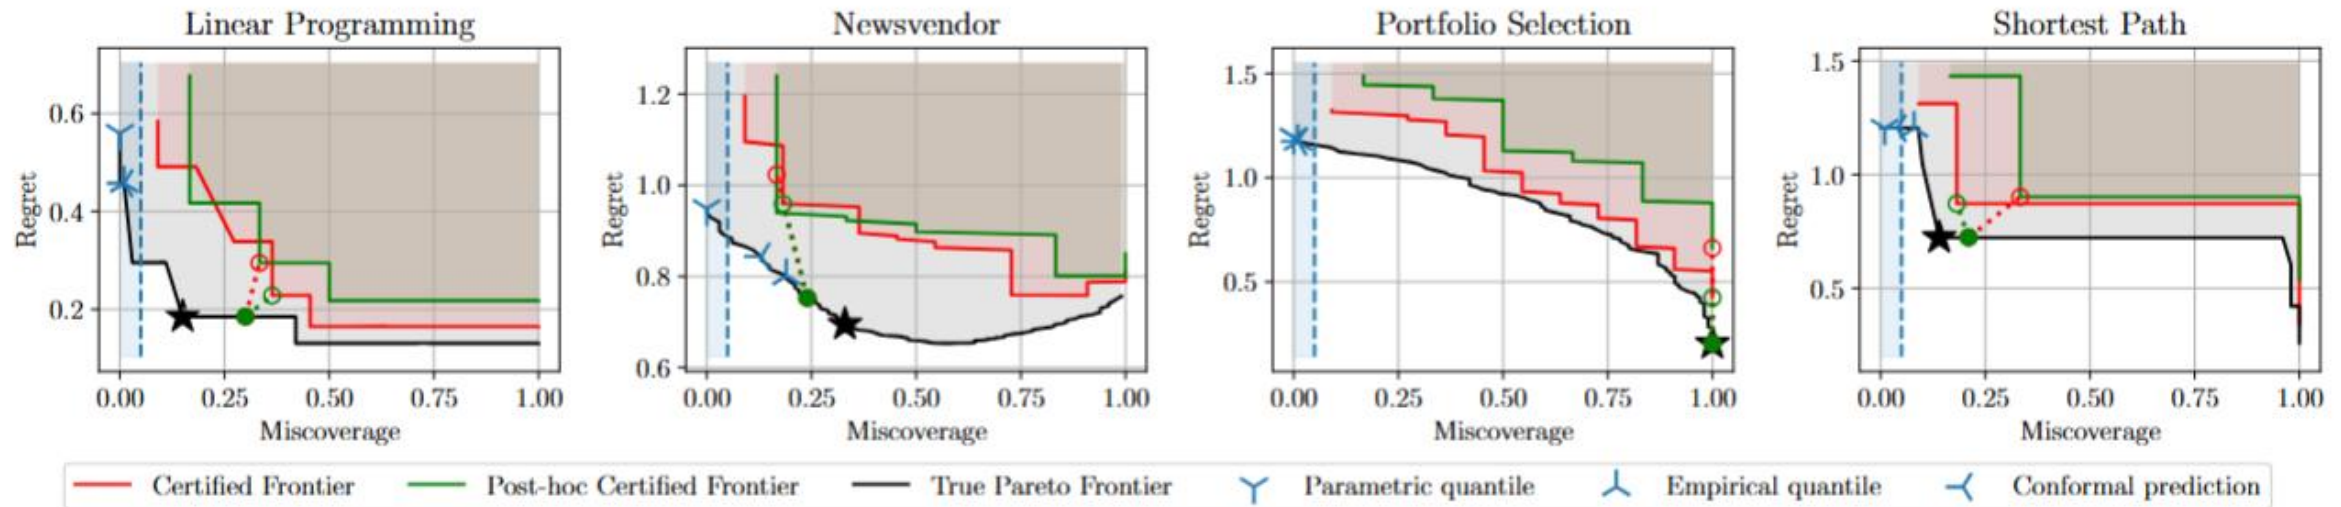 Linear Programming
Newsvendor
Portfolio Selection
Shortest Path
Regret
0.6
0.4
0.2
0.00 0.25 0.50 0.75 1.00
Miscoverage
Regret
1.2
1.0
0.8
0.6
0.00 0.25 0.50 0.75 1.00
Miscoverage
Regret
1.5
1.0
0.5
0.00 0.25 0.50 0.75 1.00
Miscoverage
Regret
1.5
1.0
0.5
0.00 0.25 0.50 0.75 1.00
Miscoverage
Certified Frontier Post-hoc Certified Frontier True Pareto Frontier Parametric quantile Empirical quantile Conformal prediction